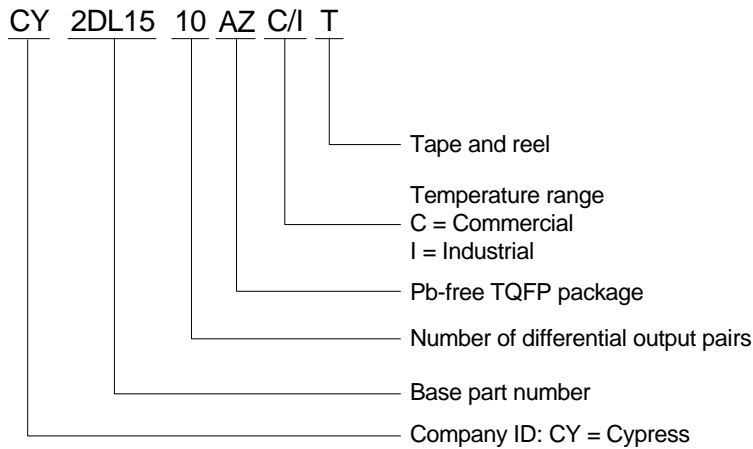 CY 2DL15 10 AZ C/I T
Tape and reel
Temperature range
C = Commercial
I = Industrial
Pb-free TQFP package
Number of differential output pairs
Base part number
Company ID: CY = Cypress